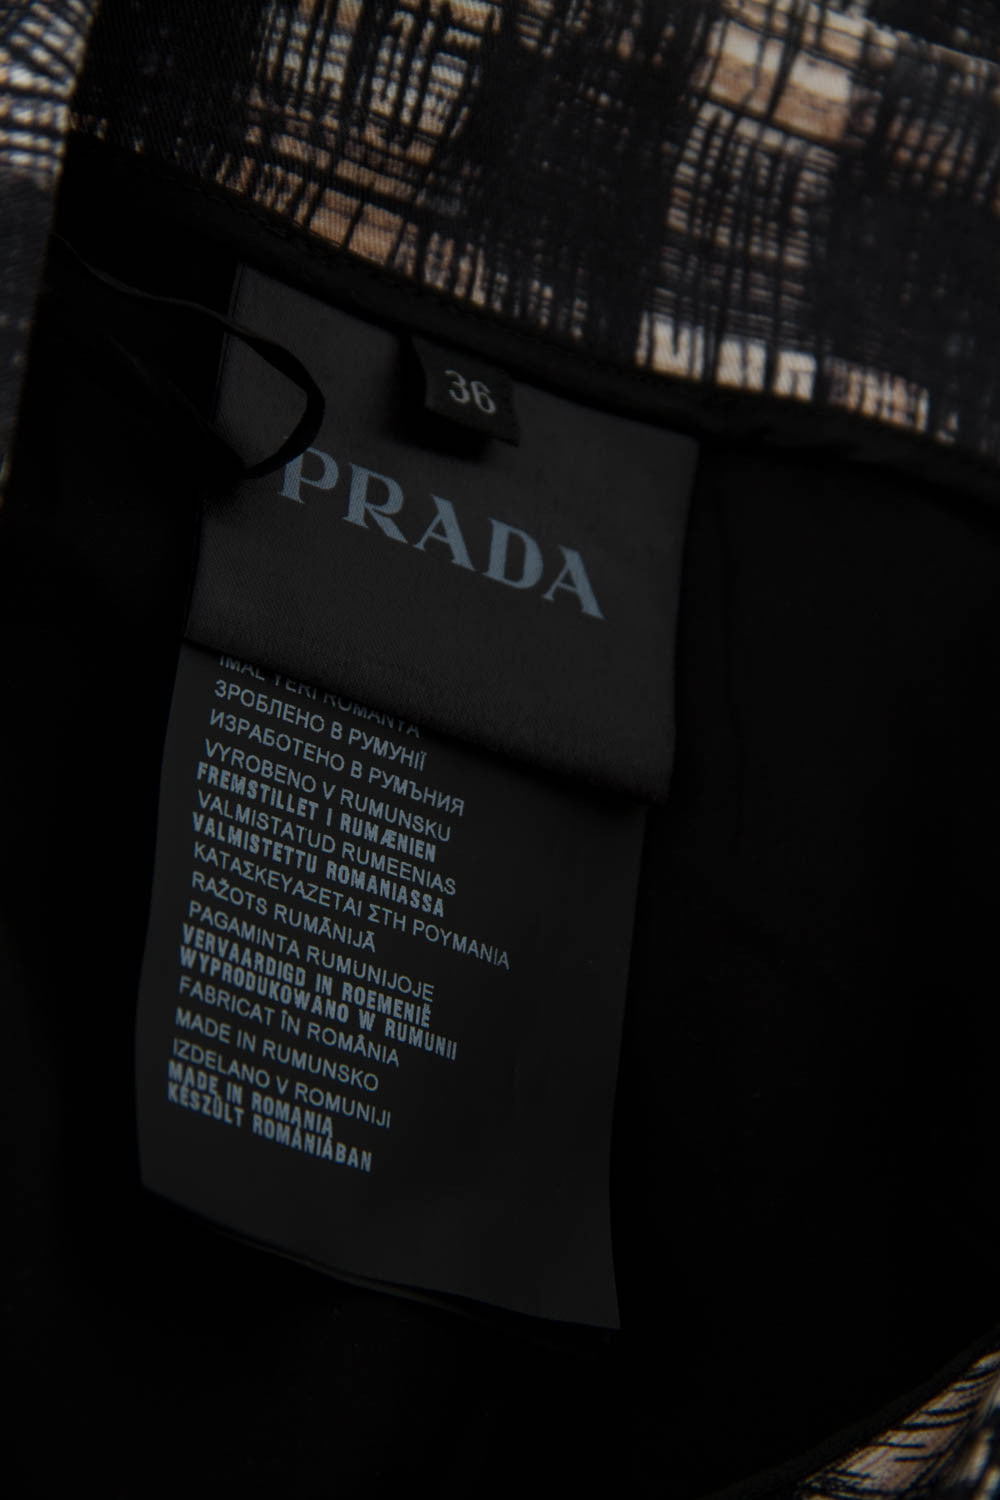 36
PRADA
IMAL YERI ROMANYA
ЗРОБЛЕНО В РУМУНІЇ
ИЗРАБОТЕНО В РУМЪНИЯ
VYROBENO V RUMUNSKU
FREMSTILLET I RUMÆNIEN
VALMISTATUD RUMEENIAS
VALMISTETTU ROMANIASSA
ΚΑΤΑΣΚΕΥΑΖΕΤΑΙ ΣΤΗ ΡΟΥΜΑΝΙΑ
RAŽOTS RUMĀNIJĀ
PAGAMINTA RUMUNIJOJE
VERVAARDIGD IN ROEMENIË
WYPRODUKOWANO W RUMUNII
FABRICAT ÎN ROMÂNIA
MADE IN RUMUNSKO
IZDELANO V ROMUNIJI
MADE IN ROMANIA
KÉSZÜLT ROMÁNIÁBAN